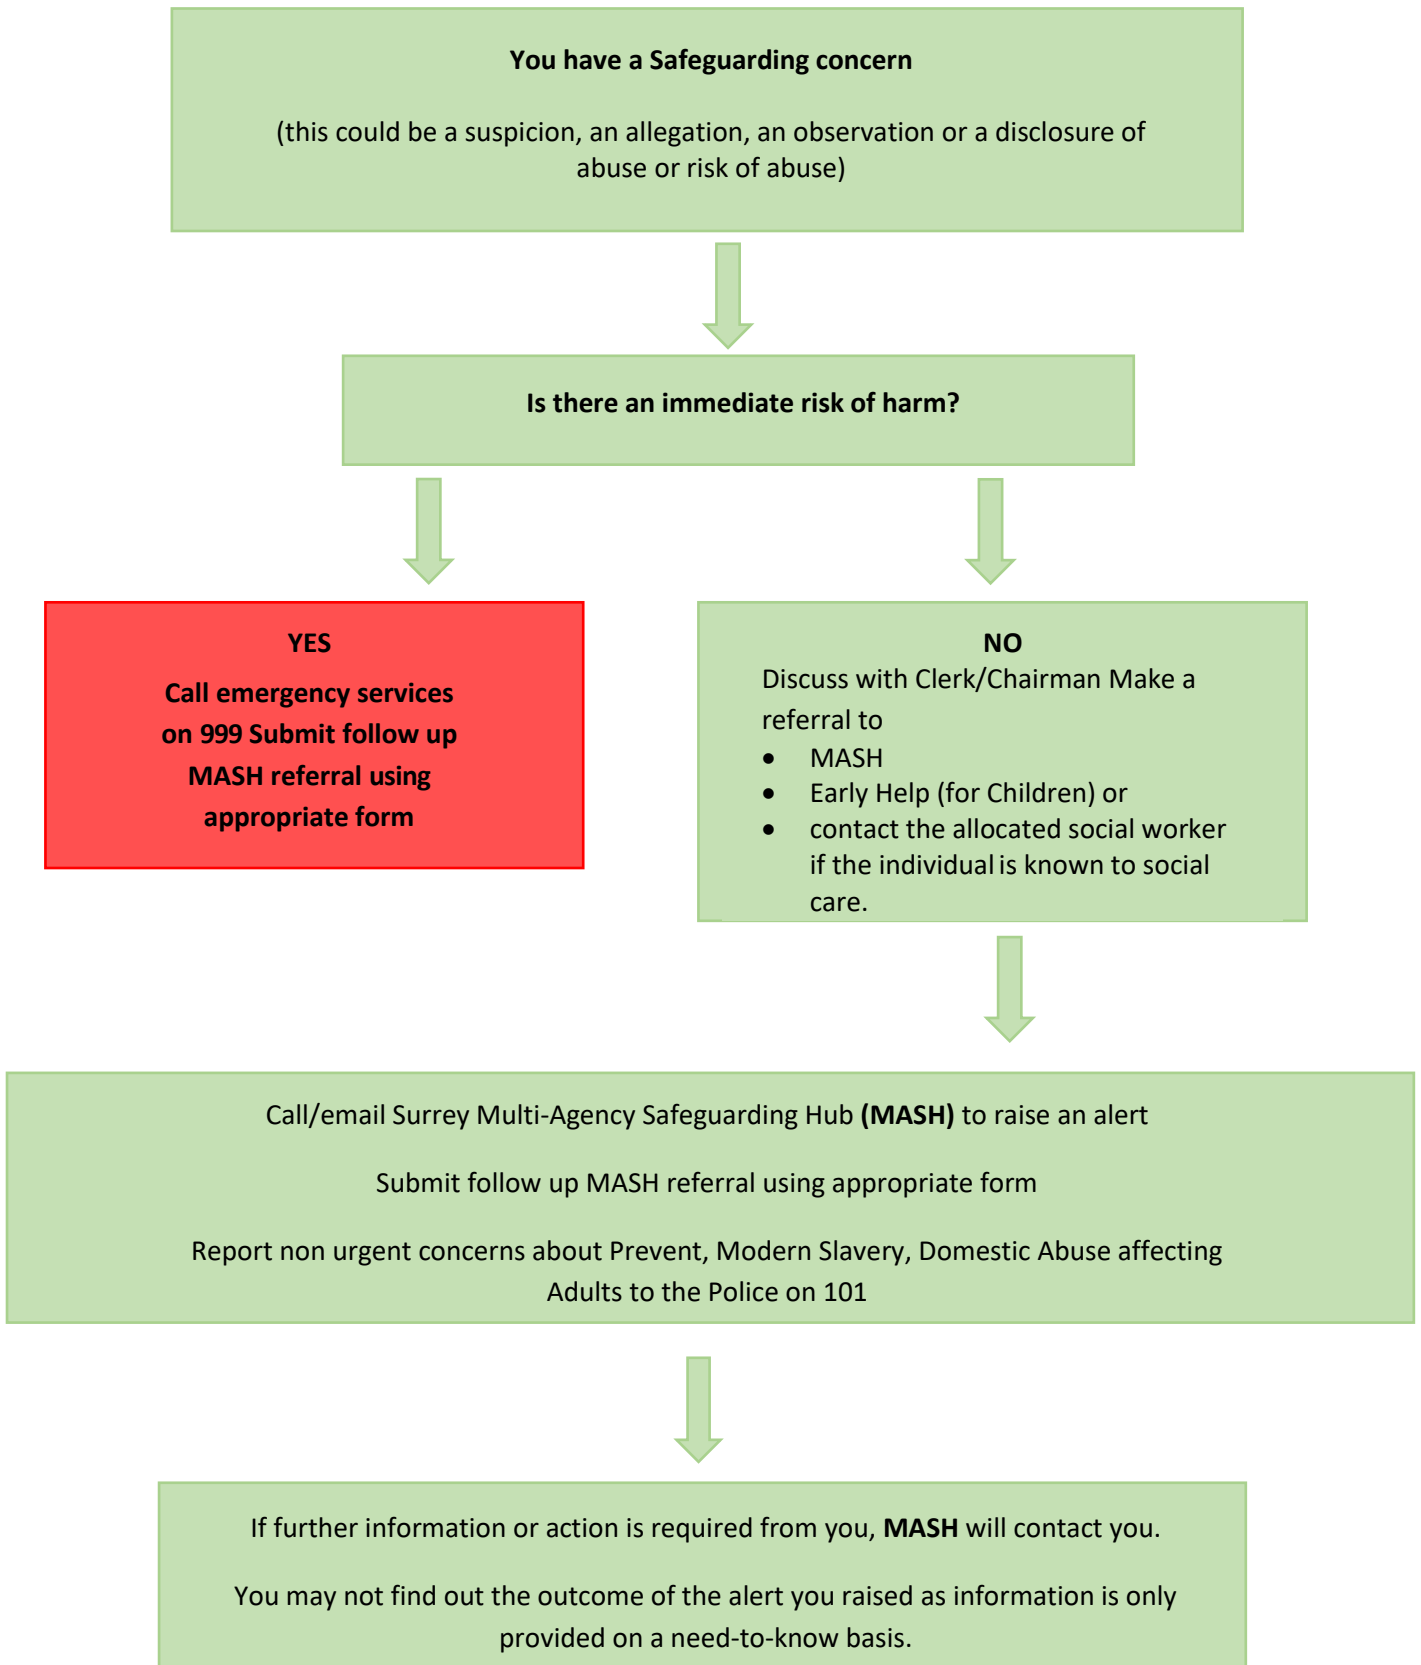 You have a Safeguarding concern
(this could be a suspicion, an allegation, an observation or a disclosure of
abuse or risk of abuse)
Is there an immediate risk of harm?
YES
Call emergency services
on 999 Submit follow up
MASH referral using
appropriate form
NO
Discuss with Clerk/Chairman Make a
referral to
• MASH
• Early Help (for Children) or
• contact the allocated social worker
if the individual is known to social
care.
Call/email Surrey Multi-Agency Safeguarding Hub (MASH) to raise an alert
Submit follow up MASH referral using appropriate form
Report non urgent concerns about Prevent, Modern Slavery, Domestic Abuse affecting
Adults to the Police on 101
If further information or action is required from you, MASH will contact you.
You may not find out the outcome of the alert you raised as information is only
provided on a need-to-know basis.